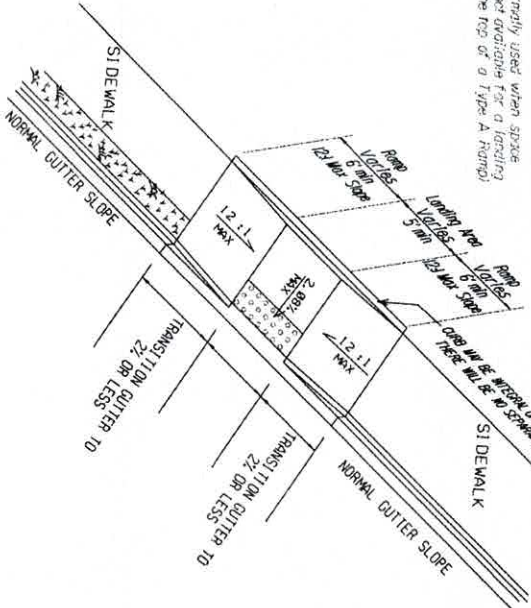 rmally used when space
not available for a landing
he top of a Type A Ramp)
Ramp
Varies
6 min
12:1 Max Slope
Landing Area
Varies
5 min
Ramp
Varies
6 min
12:1 Max Slope
CURB MAY BE INTEGRAL
THERE WILL BE NO SEPARA
SIDEWALK
SIDEWALK
12:1
MAX
2.08%
MAX
12:1
MAX
NORMAL GUTTER SLOPE
TRANSITION GUTTER TO
2% OR LESS
TRANSITION GUTTER TO
2% OR LESS
NORMAL GUTTER SLOPE